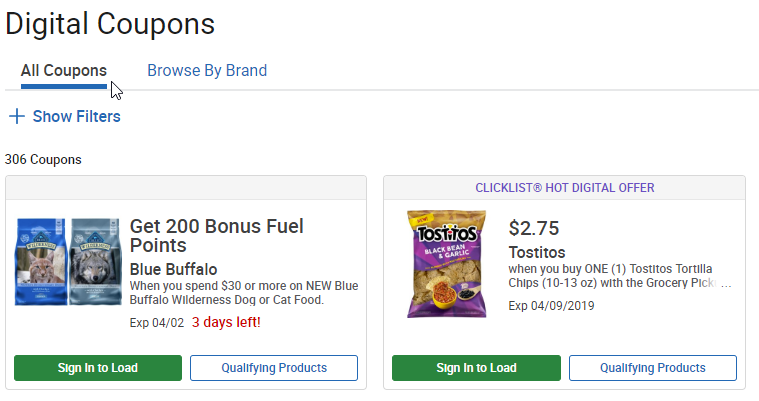 Digital Coupons
All Coupons
Browse By Brand
Show Filters
306 Coupons
Get 200 Bonus Fuel
Points
Blue Buffalo
When you spend $30 or more on NEW Blue
Buffalo Wilderness Dog or Cat Food.
Exp 04/02 3 days left!
Sign In to Load
Qualifying Products
CLICKLIST® HOT DIGITAL OFFER
TOSTITOS
BLACK BEAN
& GARLIC
$2.75
Tostitos
when you buy ONE (1) Tostitos Tortilla
Chips (10-13 oz) with the Grocery Pick ...
Exp 04/09/2019
Sign In to Load
Qualifying Products